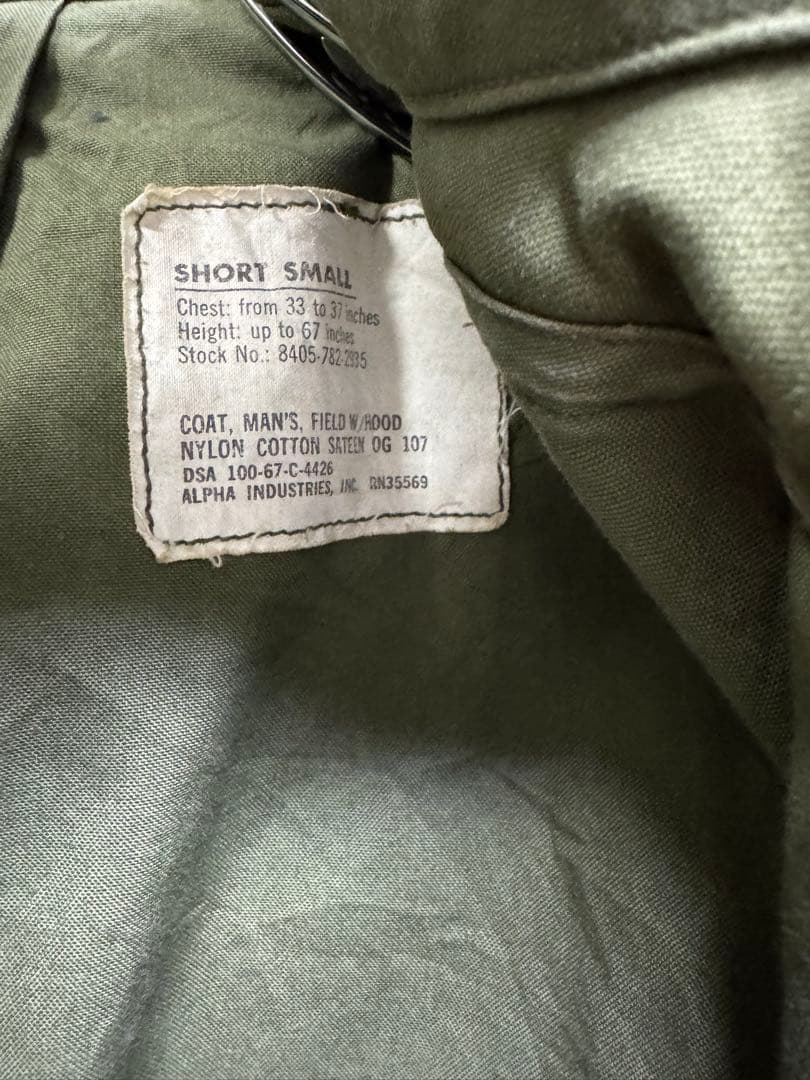 SHORT SMALL
Chest: from 33 to 37 inches
Height: up to 67 inches
Stock No.: 8405-782-2935
COAT, MAN'S, FIELD W/HOOD
NYLON COTTON SATEEN OG 107
DSA 100-67-C-4426
ALPHA INDUSTRIES, INC. RN35569